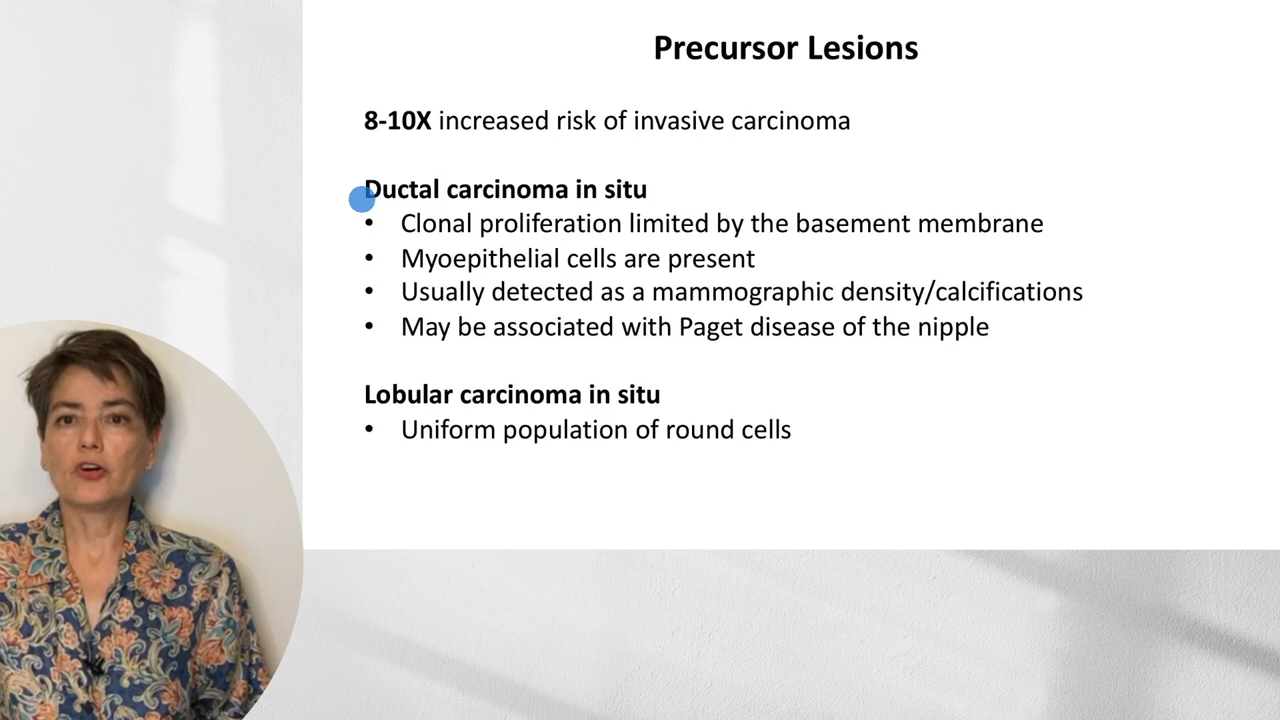 Precursor Lesions
8-10X increased risk of invasive carcinoma
Ductal carcinoma in situ
• Clonal proliferation limited by the basement membrane
• Myoepithelial cells are present
• Usually detected as a mammographic density/calcifications
• May be associated with Paget disease of the nipple
Lobular carcinoma in situ
• Uniform population of round cells